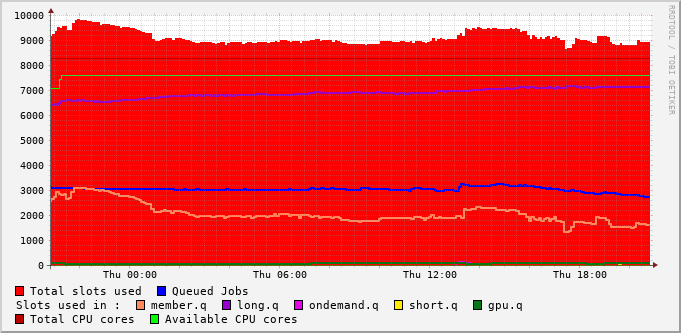 10000
9000
8000
7000
6000
5000
4000
3000
2000
1000
0
Thu 00:00 Thu 06:00 Thu 12:00 Thu 18:00
Total slots used Queued Jobs
Slots used in : member.q long.q ondemand.q short.q gpu.q
Total CPU cores Available CPU cores
RRDTOOL / TOBI OETIKER